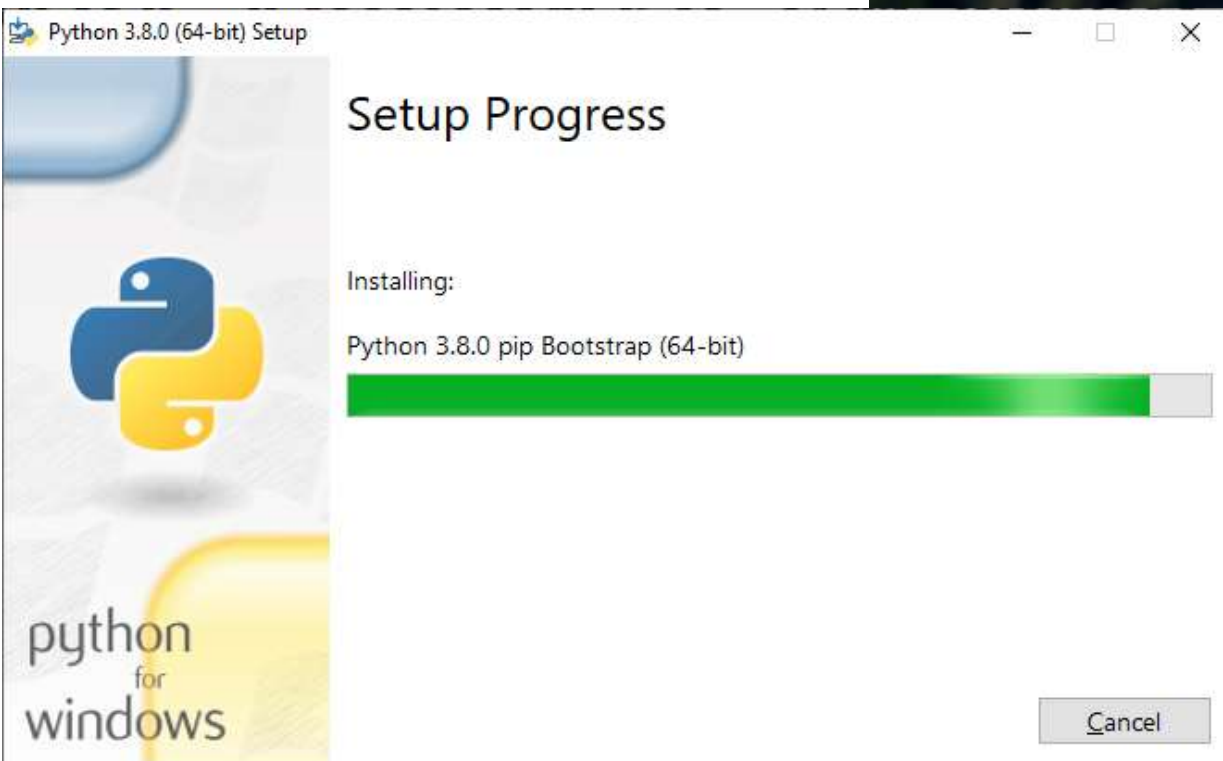 Python 3.8.0 (64-bit) Setup
Setup Progress
Installing:
Python 3.8.0 pip Bootstrap (64-bit)
python
for
windows
Cancel